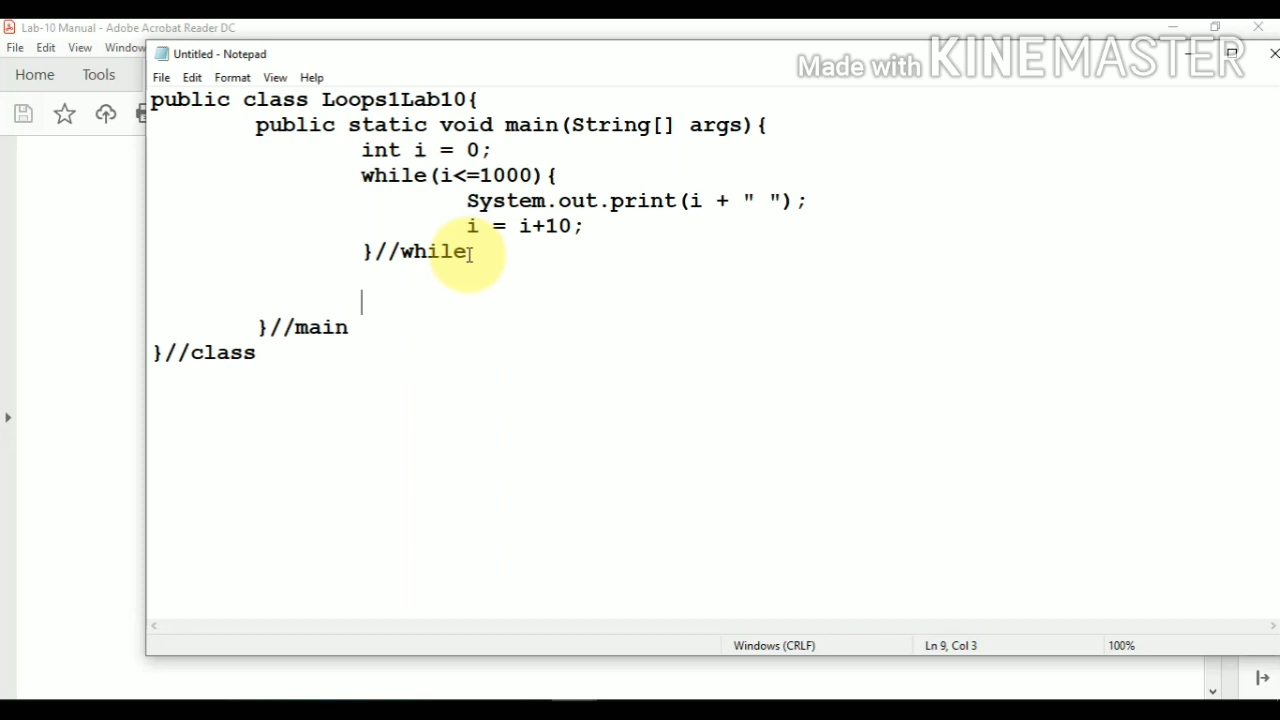 Lab-10 Manual - Adobe Acrobat Reader DC
File Edit View Window
Home Tools
Untitled - Notepad
Made with KINEMASTER
File Edit Format View Help
public class Loops1Lab10{
public static void main(String[] args){
int i = 0;
while(i<=1000){
System.out.print(i + " ");
i = i+10;
}//while
}//main
}//class
Windows (CRLF) Ln 9, Col 3 100%